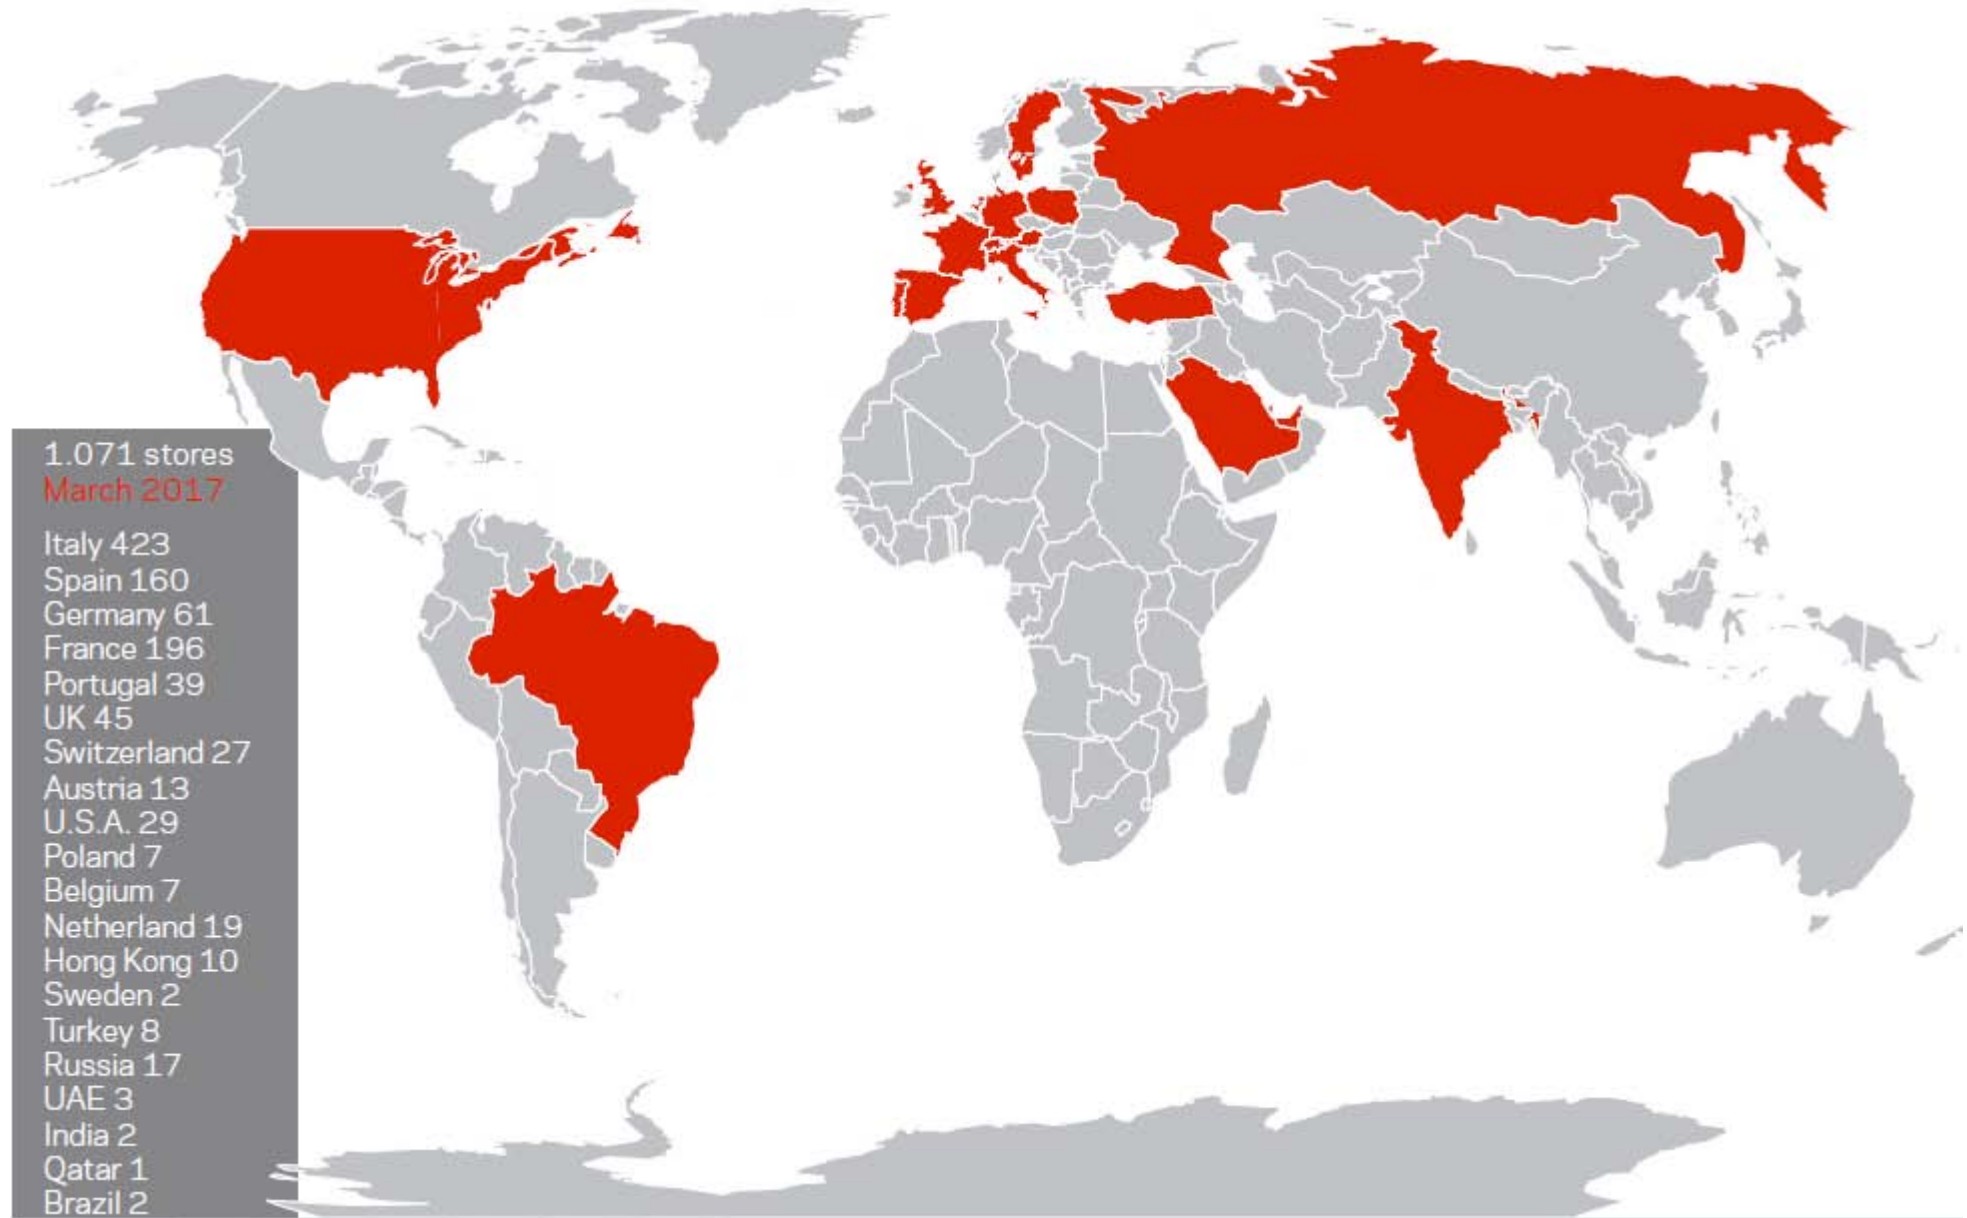 1.071 stores
March 2017
Italy 423
Spain 160
Germany 61
France 196
Portugal 39
UK 45
Switzerland 27
Austria 13
U.S.A. 29
Poland 7
Belgium 7
Netherland 19
Hong Kong 10
Sweden 2
Turkey 8
Russia 17
UAE 3
India 2
Qatar 1
Brazil 2